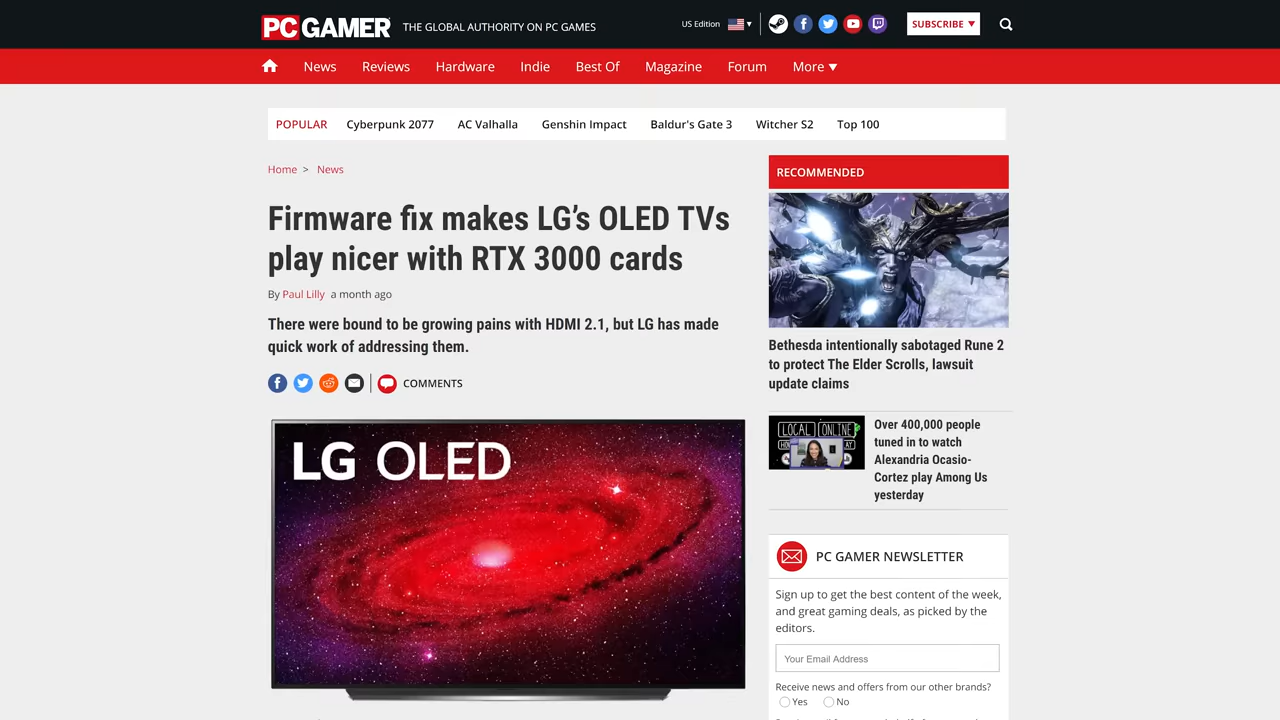 PC GAMER THE GLOBAL AUTHORITY ON PC GAMES
US Edition
SUBSCRIBE
News Reviews Hardware Indie Best Of Magazine Forum More
POPULAR Cyberpunk 2077 AC Valhalla Genshin Impact Baldur's Gate 3 Witcher S2 Top 100
Home > News
Firmware fix makes LG’s OLED TVs
play nicer with RTX 3000 cards
By Paul Lilly a month ago
There were bound to be growing pains with HDMI 2.1, but LG has made
quick work of addressing them.
COMMENTS
LG OLED
RECOMMENDED
Bethesda intentionally sabotaged Rune 2
to protect The Elder Scrolls, lawsuit
update claims
LOCAL ONLINE
Over 400,000 people
tuned in to watch
Alexandria Ocasio-
Cortez play Among Us
yesterday
PC GAMER NEWSLETTER
Sign up to get the best content of the week,
and great gaming deals, as picked by the
editors.
Your Email Address
Receive news and offers from our other brands?
Yes No